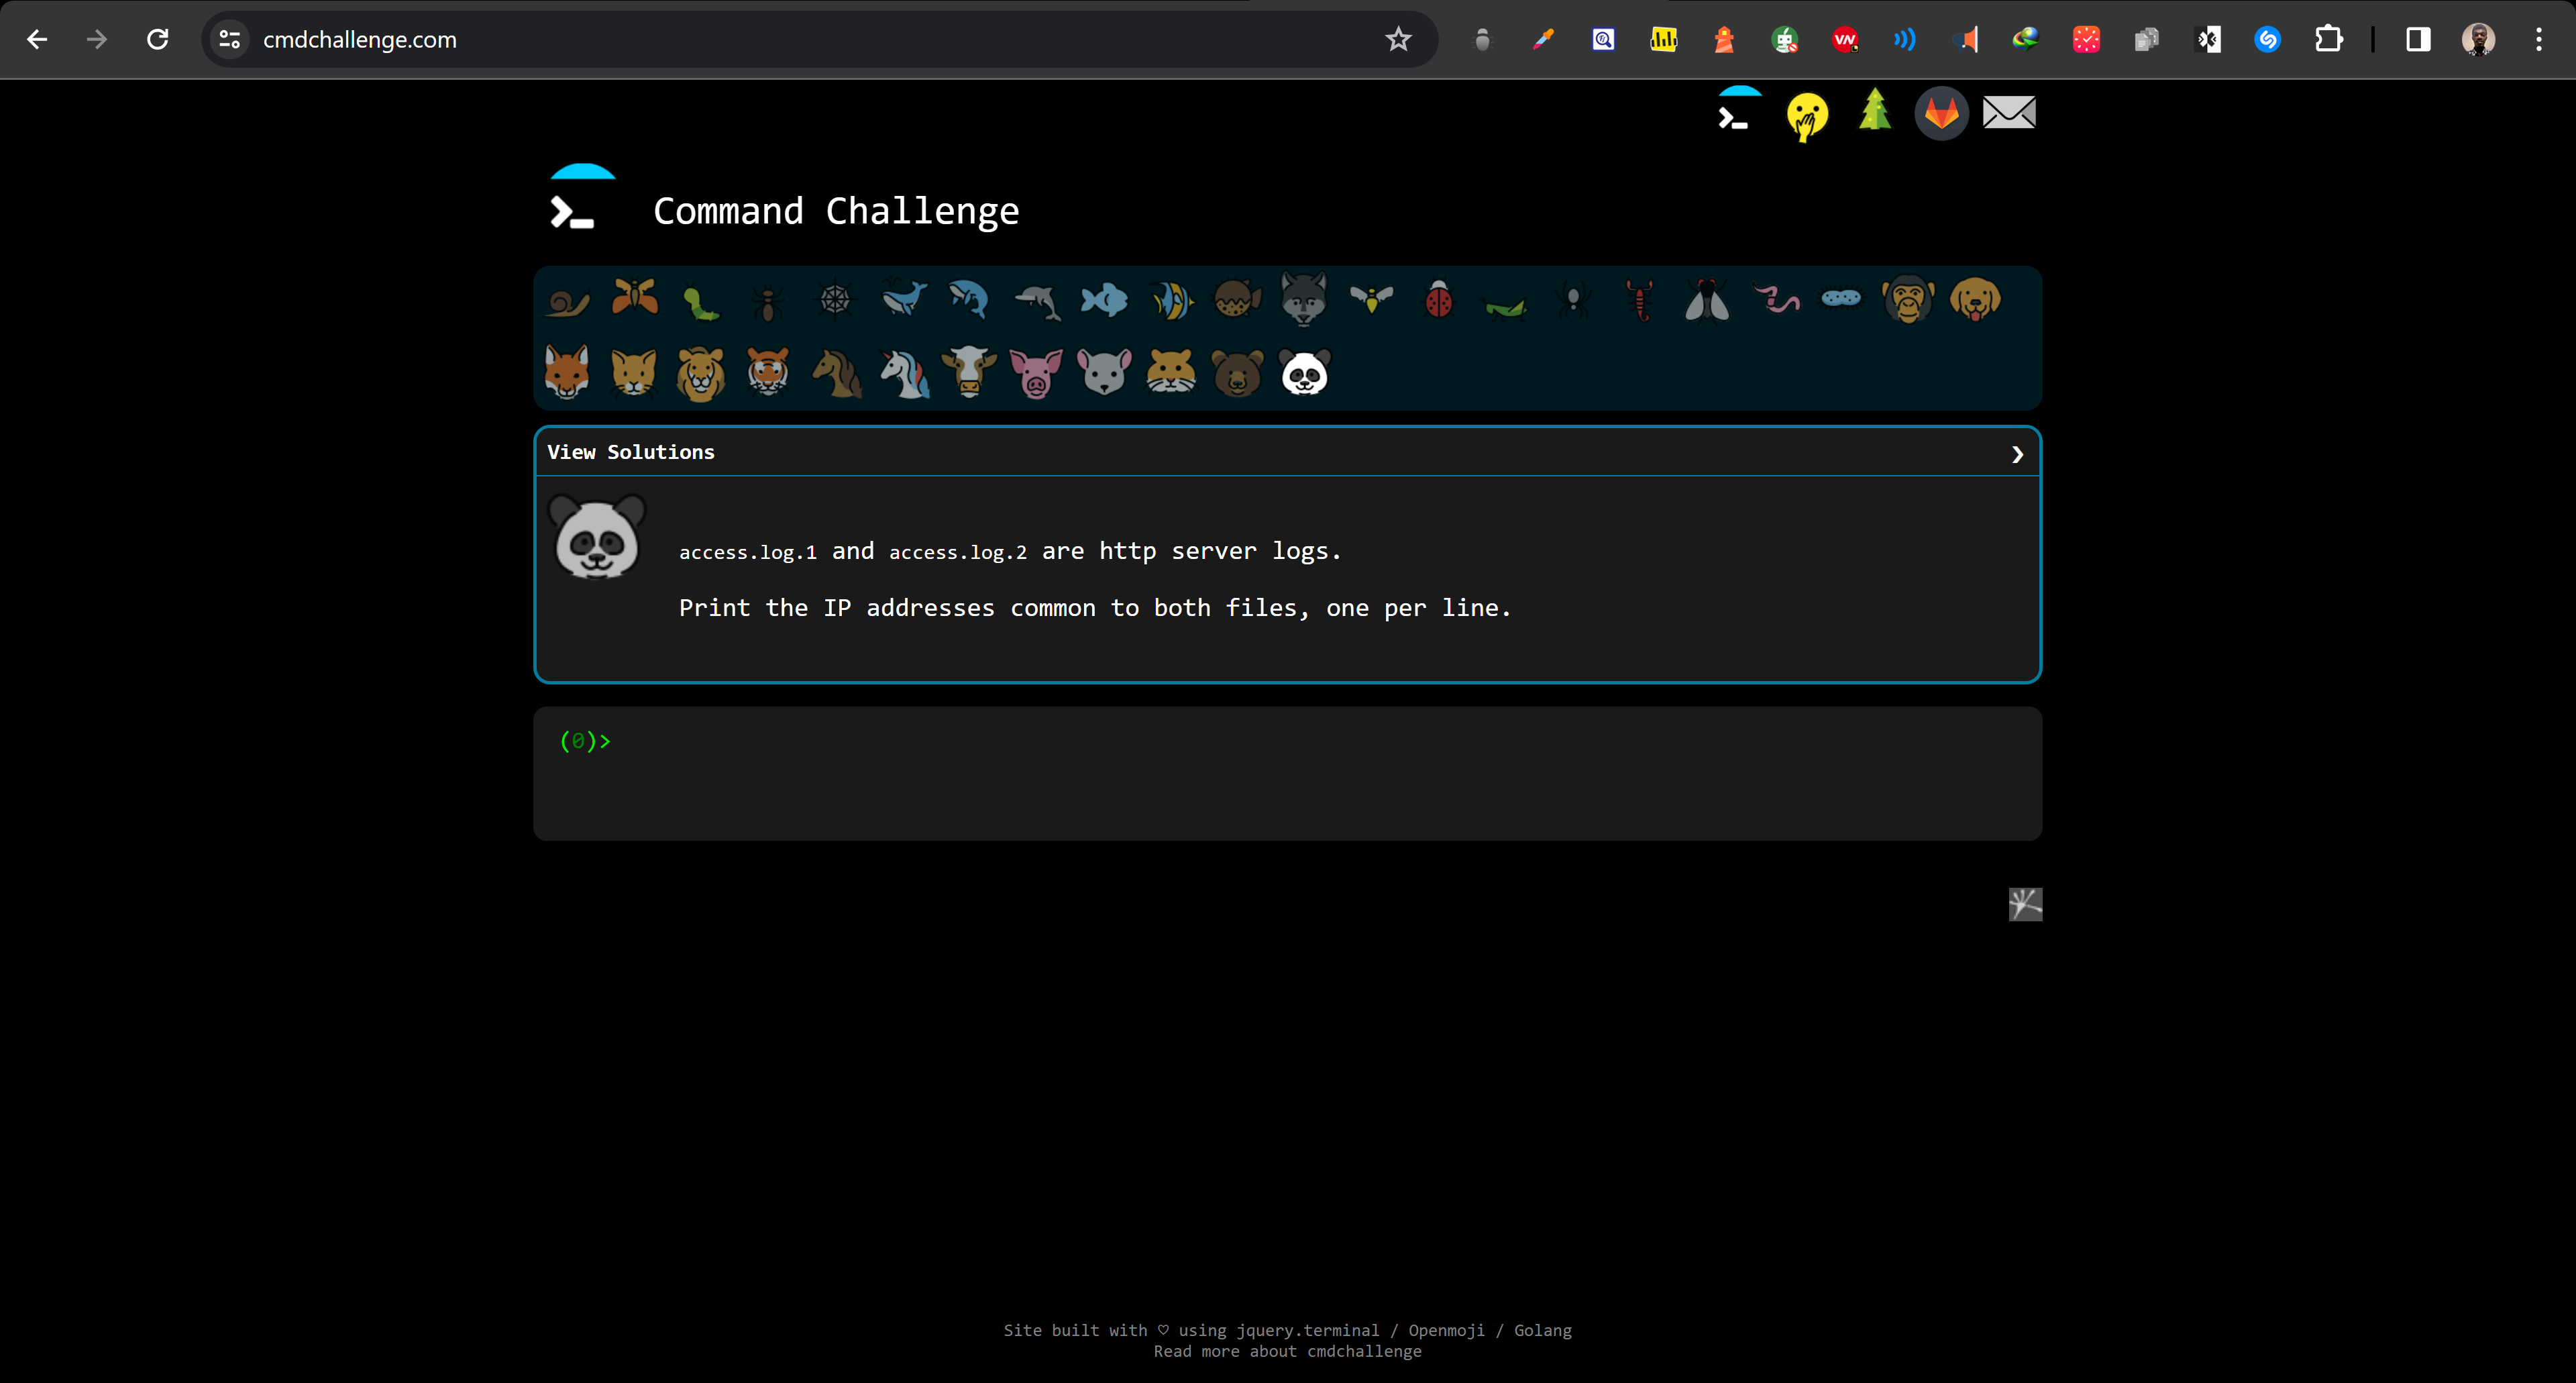 cmdchallenge.com
Command Challenge
View Solutions
access.log.1 and access.log.2 are http server logs.
Print the IP addresses common to both files, one per line.
(0)>
Site built with ♡ using jquery.terminal / Openmoji / Golang
Read more about cmdchallenge